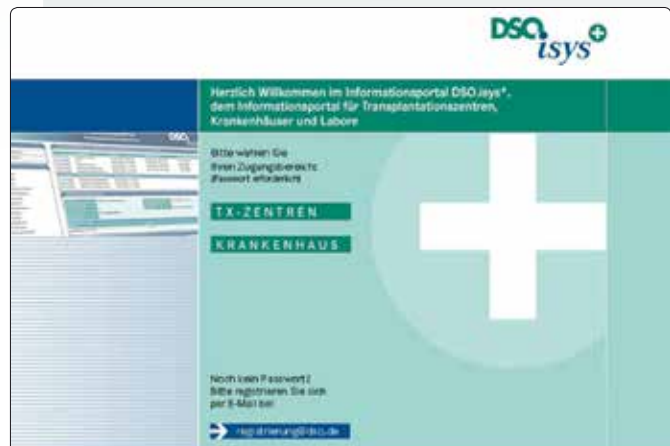 DSO
isys+
Herzlich Willkommen im Informationsportal DSO.isys+,
dem Informationsportal für Transplantationszentren,
Krankenhäuser und Labore
DSO
Bitte wählen Sie
Ihren Zugangsbereich:
(Passwort erforderlich)
TX-ZENTREN
KRANKENHAUS
Noch kein Passwort?
Bitte registrieren Sie sich
per E-Mail bei:
registrierung@dso.de